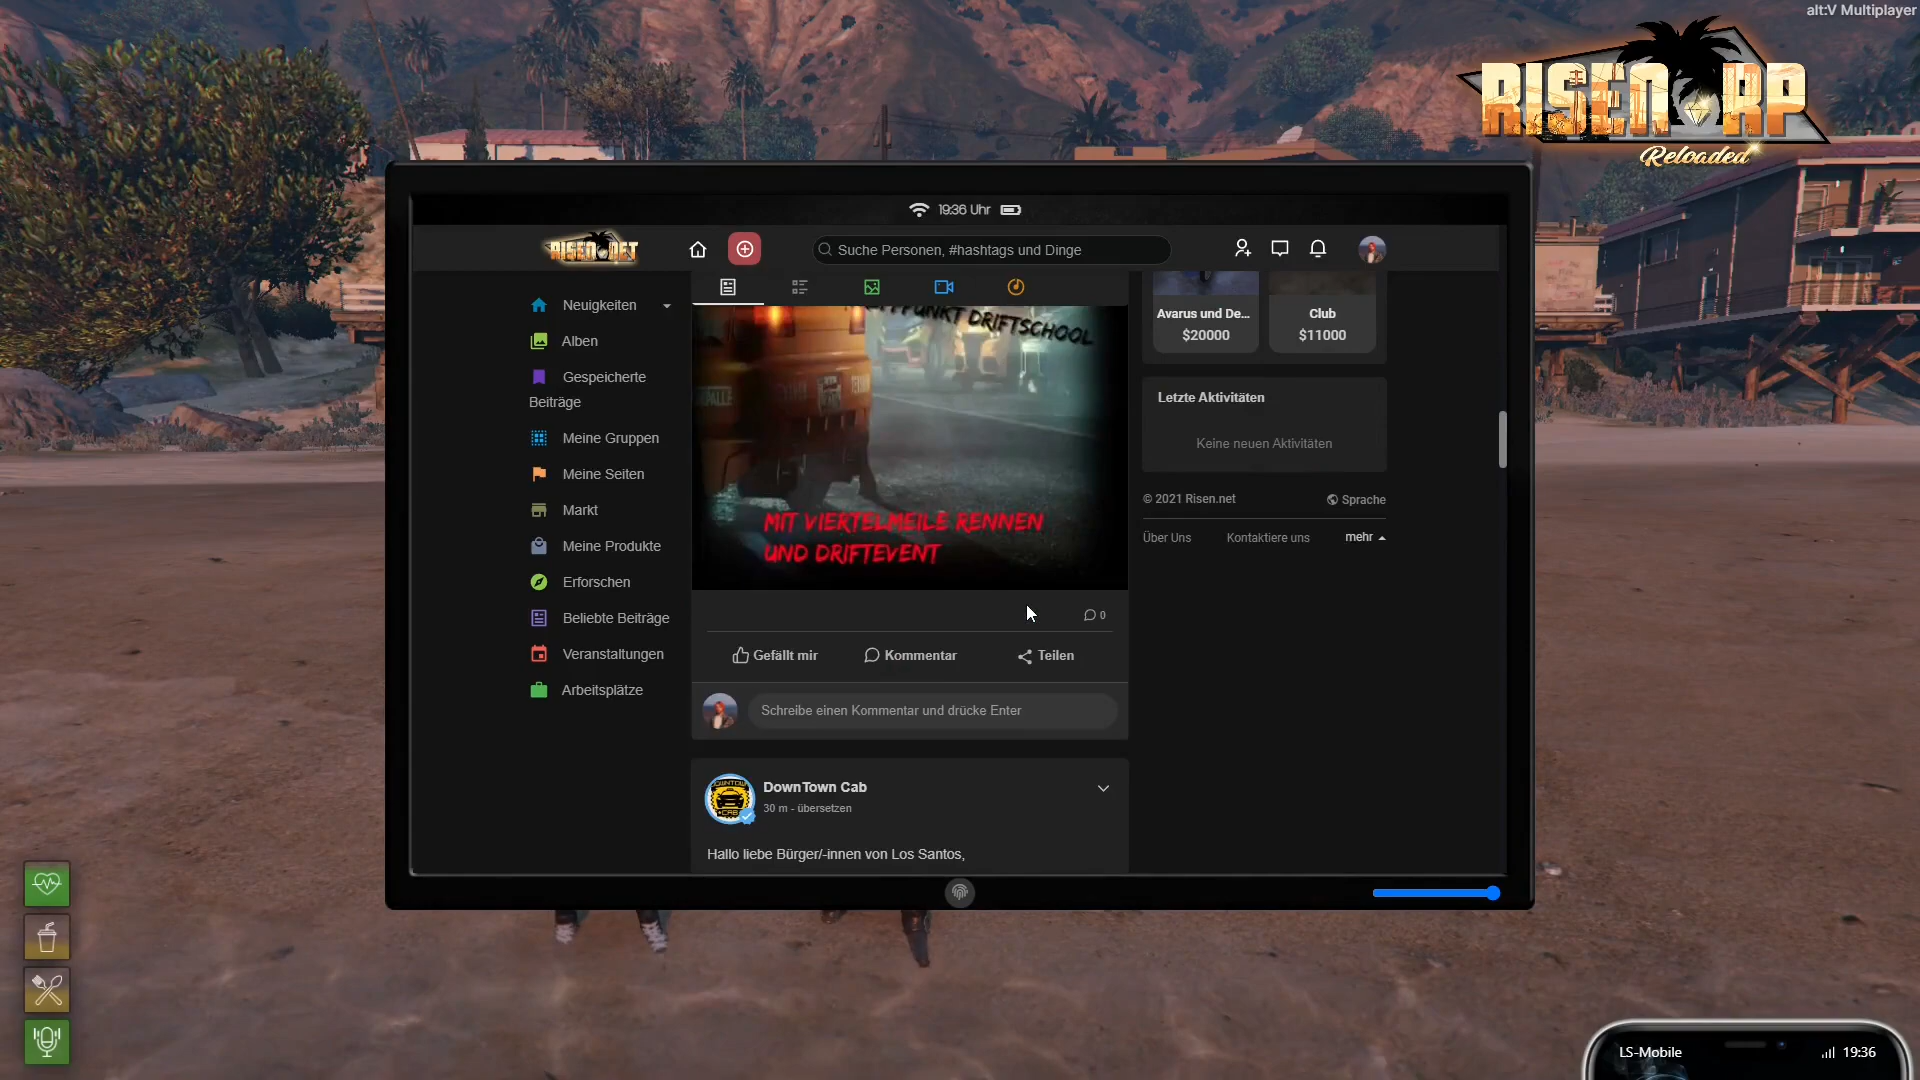 alt:V Multiplayer
RISEN RP
Reloaded
19:36 Uhr
RISEN.NET
Suche Personen, #hashtags und Dinge
Neuigkeiten
Alben
Gespeicherte
Beiträge
Meine Gruppen
Meine Seiten
Markt
Meine Produkte
Erforschen
Beliebte Beiträge
Veranstaltungen
Arbeitsplätze
DRIFTSCHOOL
MIT VIERTELMEILE RENNEN
UND DRIFTEVENT
0
Gefällt mir
Kommentar
Teilen
Schreibe einen Kommentar und drücke Enter
DownTown Cab
30 m - übersetzen
Hallo liebe Bürger/-innen von Los Santos,
Avarus und De...
$20000
Club
$11000
Letzte Aktivitäten
Keine neuen Aktivitäten
© 2021 Risen.net
Sprache
Über Uns
Kontaktiere uns
mehr
LS-Mobile
19:36